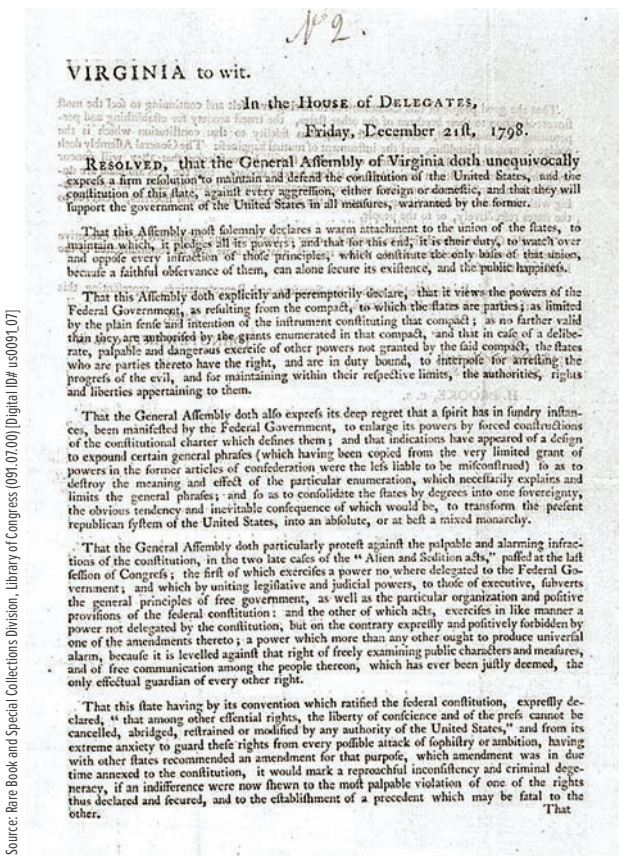 Nº 2.
VIRGINIA to wit.
In the HOUSE of DELEGATES,
Friday, December 21ſt, 1798.
RESOLVED, that the General Aſſembly of Virginia doth unequivocally
expreſs a firm reſolution to maintain and defend the conſtitution of the United States, and the
conſtitution of this ſtate, againſt every aggreſſion, either foreign or domeſtic, and that they will
ſupport the government of the United States in all meaſures, warranted by the former.
That this Aſſembly moſt ſolemnly declares a warm attachment to the union of the ſtates, to
maintain which, it pledges all its powers; and that for this end, it is their duty, to watch over
and oppoſe every infraction of thoſe principles, which conſtitute the only baſis of that union,
becauſe a faithful obſervance of them, can alone ſecure its exiſtence, and the public happineſs.
That this Aſſembly doth explicitly and peremptorily declare, that it views the powers of the
Federal Government, as reſulting from the compact, to which the ſtates are parties; as limited
by the plain ſenſe and intention of the inſtrument conſtituting that compact; as no farther valid
than they are authoriſed by the grants enumerated in that compact, and that in caſe of a delibe-
rate, palpable and dangerous exerciſe of other powers not granted by the ſaid compact, the ſtates
who are parties thereto have the right, and are in duty bound, to interpoſe for arreſting the
progreſs of the evil, and for maintaining within their reſpective limits, the authorities, rights
and liberties appertaining to them.
That the General Aſſembly doth alſo expreſs its deep regret that a ſpirit has in ſundry inſtan-
ces, been manifeſted by the Federal Government, to enlarge its powers by forced conſtructions
of the conſtitutional charter which defines them; and that indications have appeared of a deſign
to expound certain general phraſes (which having been copied from the very limited grant of
powers in the former articles of confederation were the leſs liable to be miſconſtrued) ſo as to
deſtroy the meaning and effect of the particular enumeration, which neceſſarily explains and
limits the general phraſes; and ſo as to conſolidate the ſtates by degrees into one ſovereignty,
the obvious tendency and inevitable conſequence of which would be, to transform the preſent
republican ſyſtem of the United States, into an abſolute, or at beſt a mixed monarchy.
That the General Aſſembly doth particularly proteſt againſt the palpable and alarming infrac-
tions of the conſtitution, in the two late caſes of the "Alien and Sedition acts," paſſed at the laſt
ſeſſion of Congreſs; the firſt of which exerciſes a power no where delegated to the Federal Go-
vernment; and which by uniting legiſlative and judicial powers, to thoſe of executive, ſubverts
the general principles of free government, as well as the particular organization and poſitive
proviſions of the federal conſtitution: and the other of which acts, exerciſes in like manner a
power not delegated by the conſtitution, but on the contrary expreſſly and poſitively forbidden by
one of the amendments thereto; a power which more than any other ought to produce univerſal
alarm, becauſe it is levelled againſt that right of freely examining public characters and meaſures,
and of free communication among the people thereon, which has ever been juſtly deemed, the
only effectual guardian of every other right.
That this ſtate having by its convention which ratified the federal conſtitution, expreſſly de-
clared, "that among other eſſential rights, the liberty of conſcience and of the preſs cannot be
cancelled, abridged, reſtrained or modified by any authority of the United States," and from its
extreme anxiety to guard theſe rights from every poſſible attack of ſophiſtry or ambition, having
with other ſtates recommended an amendment for that purpoſe, which amendment was in due
time annexed to the conſtitution, it would mark a reproachful inconſiſtency and criminal dege-
neracy, if an indifference were now ſhewn to the moſt palpable violation of one of the rights
thus declared and ſecured, and to the eſtabliſhment of a precedent which may be fatal to the
other.
That
Source: Rare Book and Special Collections Division, Library of Congress (091.07.00) [Digital ID# us0091_07]